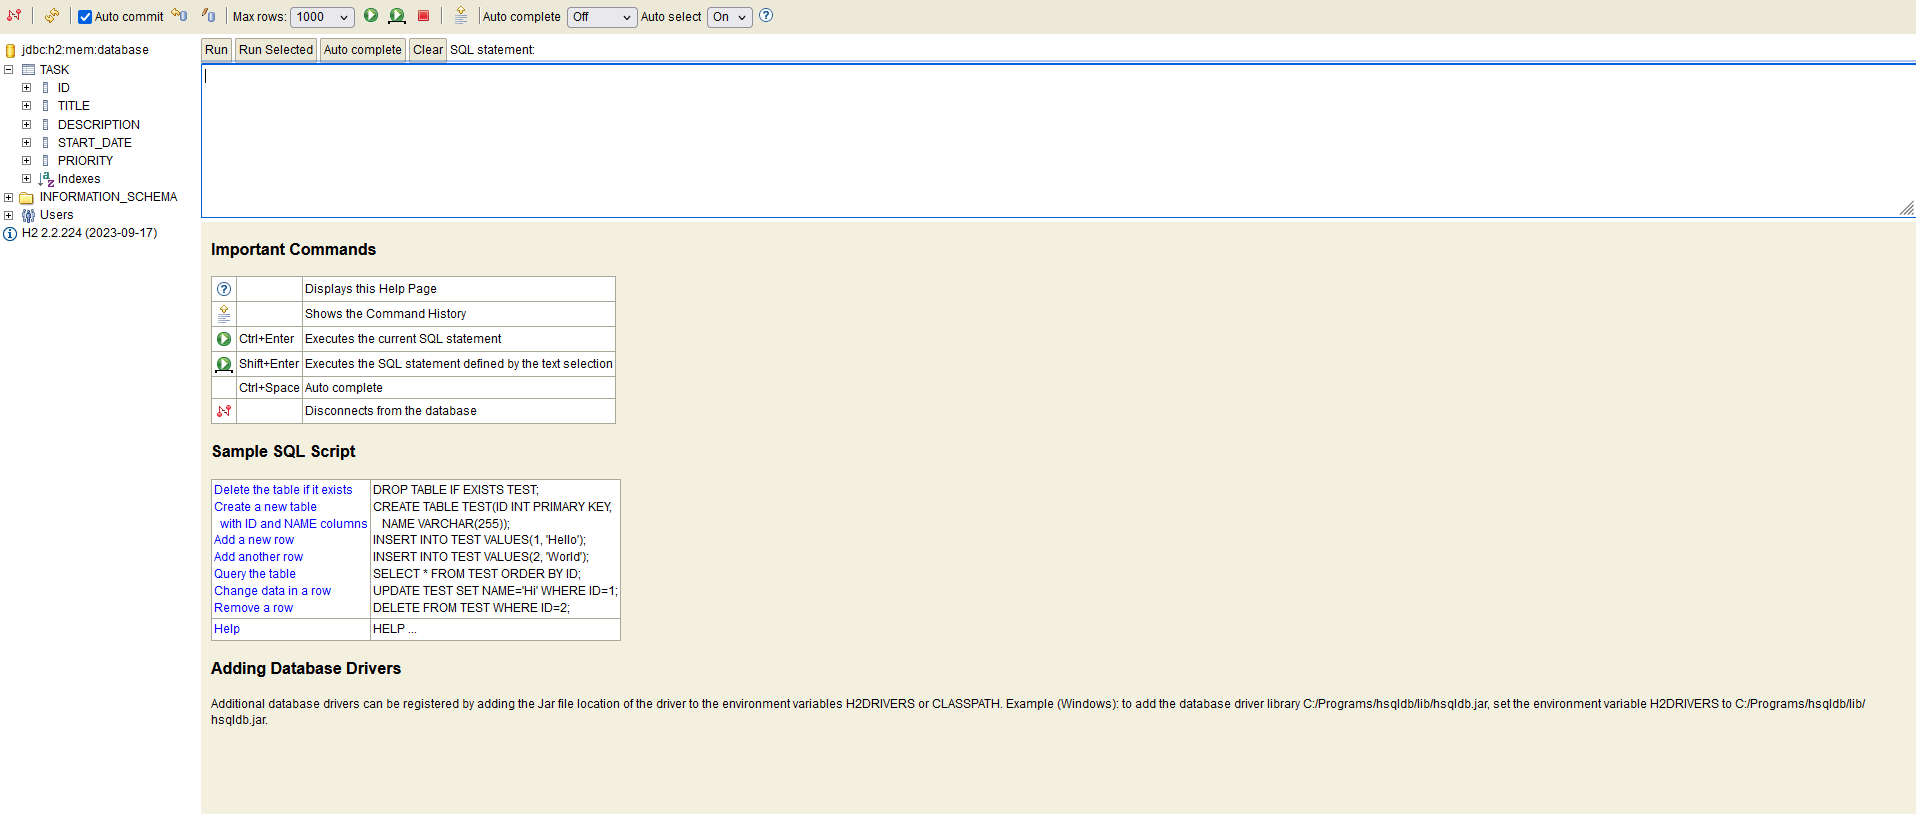 Auto commit Max rows: 1000 Auto complete Off Auto select On
jdbc:h2:mem:database
TASK
ID
TITLE
DESCRIPTION
START_DATE
PRIORITY
Indexes
INFORMATION_SCHEMA
Users
H2 2.2.224 (2023-09-17)
Run Run Selected Auto complete Clear SQL statement:
Important Commands
Displays this Help Page
Shows the Command History
Ctrl+Enter Executes the current SQL statement
Shift+Enter Executes the SQL statement defined by the text selection
Ctrl+Space Auto complete
Disconnects from the database
Sample SQL Script
Delete the table if it exists DROP TABLE IF EXISTS TEST;
Create a new table CREATE TABLE TEST(ID INT PRIMARY KEY,
with ID and NAME columns NAME VARCHAR(255));
Add a new row INSERT INTO TEST VALUES(1, 'Hello');
Add another row INSERT INTO TEST VALUES(2, 'World');
Query the table SELECT * FROM TEST ORDER BY ID;
Change data in a row UPDATE TEST SET NAME='Hi' WHERE ID=1;
Remove a row DELETE FROM TEST WHERE ID=2;
Help HELP ...
Adding Database Drivers
Additional database drivers can be registered by adding the Jar file location of the driver to the environment variables H2DRIVERS or CLASSPATH. Example (Windows): to add the database driver library C:/Programs/hsqldb/lib/hsqldb.jar, set the environment variable H2DRIVERS to C:/Programs/hsqldb/lib/
hsqldb.jar.